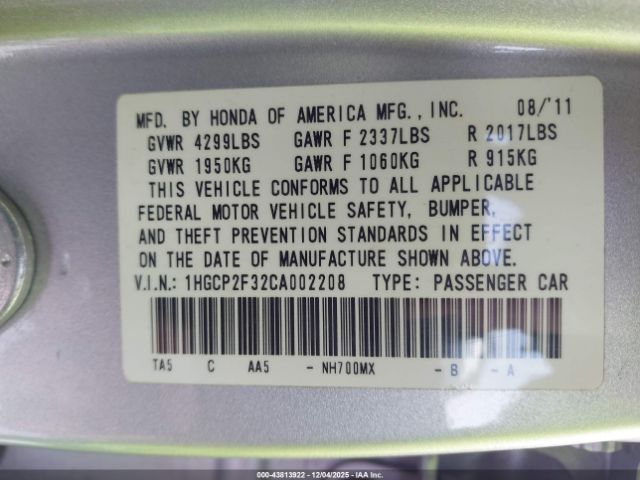 MFD. BY HONDA OF AMERICA MFG., INC. 08/'11
GVWR 4299LBS GAWR F 2337LBS R 2017LBS
GVWR 1950KG GAWR F 1060KG R 915KG
THIS VEHICLE CONFORMS TO ALL APPLICABLE
FEDERAL MOTOR VEHICLE SAFETY, BUMPER,
AND THEFT PREVENTION STANDARDS IN EFFECT
ON THE DATE OF MANUFACTURE SHOWN ABOVE.
V.I.N.: 1HGCP2F32CA002208 TYPE: PASSENGER CAR
TA5 C AA5 - NH700MX - B - A
000-43813922 - 12/04/2025 - IAA Inc.